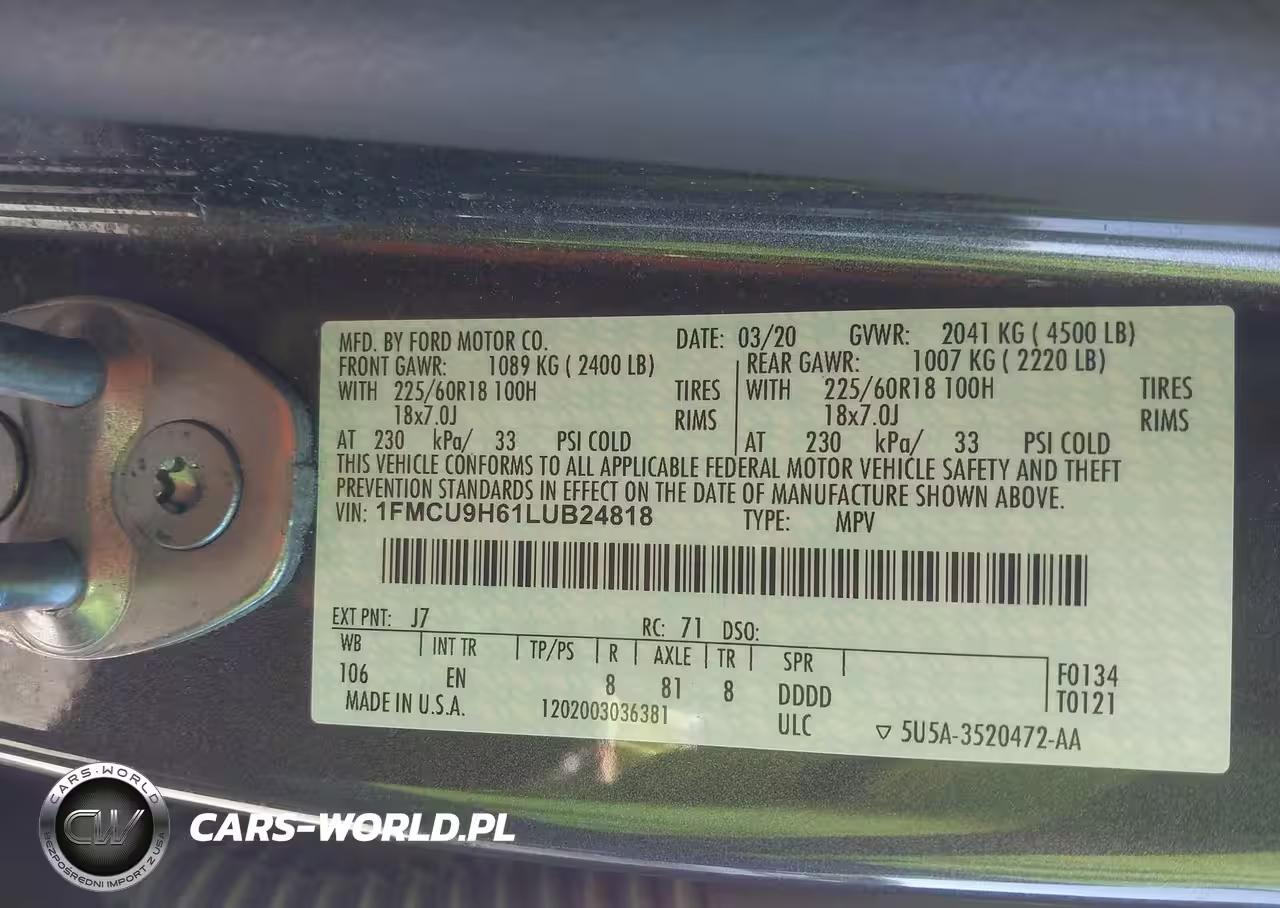 MFD. BY FORD MOTOR CO. DATE: 03/20 GVWR: 2041 KG ( 4500 LB)
FRONT GAWR: 1089 KG ( 2400 LB) REAR GAWR: 1007 KG ( 2220 LB)
WITH 225/60R18 100H TIRES WITH 225/60R18 100H TIRES
18x7.0J RIMS 18x7.0J RIMS
AT 230 kPa/ 33 PSI COLD AT 230 kPa/ 33 PSI COLD
THIS VEHICLE CONFORMS TO ALL APPLICABLE FEDERAL MOTOR VEHICLE SAFETY AND THEFT
PREVENTION STANDARDS IN EFFECT ON THE DATE OF MANUFACTURE SHOWN ABOVE.
VIN: 1FMCU9H61LUB24818 TYPE: MPV
EXT PNT: J7 RC: 71 DSO:
WB INT TR TP/PS R AXLE TR SPR
106 EN 8 81 8 DDDD F0134
T0121
MADE IN U.S.A. 1202003036381 ULC ▽ 5U5A-3520472-AA
CARS-WORLD
CW
BEZPOŚREDNI IMPORT Z USA
CARS-WORLD.PL